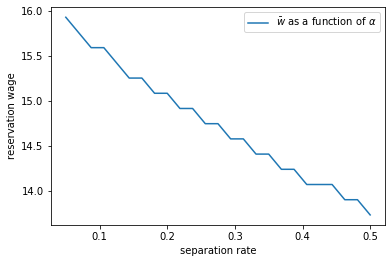 16.0
15.5
15.0
14.5
14.0
reservation wage
w̄ as a function of α
0.1 0.2 0.3 0.4 0.5
separation rate